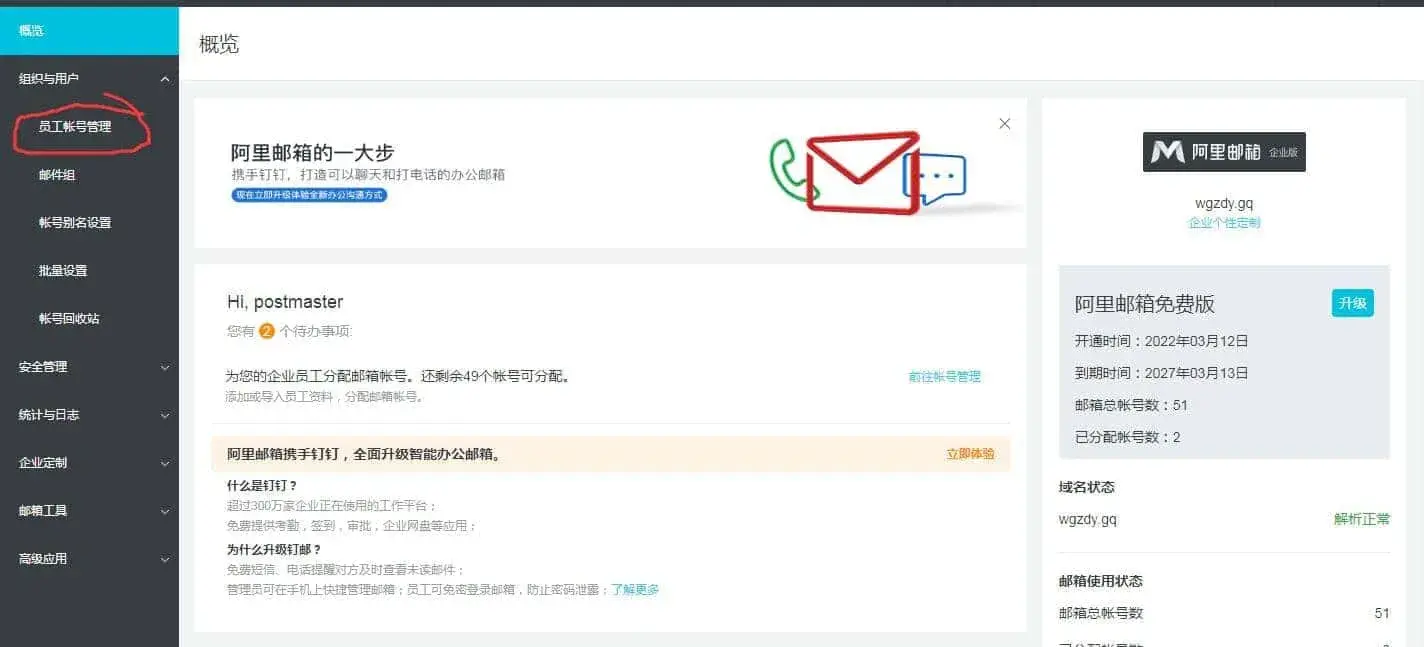 概览
组织与用户
员工帐号管理
邮件组
帐号别名设置
批量设置
帐号回收站
安全管理
统计与日志
企业定制
邮箱工具
高级应用
概览
阿里邮箱的一大步
携手钉钉，打造可以聊天和打电话的办公邮箱
现在立即升级体验全新办公沟通方式
Hi, postmaster
您有 2 个待办事项:
为您的企业员工分配邮箱帐号。还剩余49个帐号可分配。
前往帐号管理
添加或导入员工资料，分配邮箱帐号。
阿里邮箱携手钉钉，全面升级智能办公邮箱。
立即体验
什么是钉钉？
超过300万家企业正在使用的工作平台；
免费提供考勤，签到，审批，企业网盘等应用；
为什么升级钉邮？
免费短信、电话提醒对方及时查看未读邮件；
管理员可在手机上快捷管理邮箱；员工可免密登录邮箱，防止密码泄露；了解更多
阿里邮箱 企业版
wgzdy.gq
企业个性定制
阿里邮箱免费版
升级
开通时间：2022年03月12日
到期时间：2027年03月13日
邮箱总帐号数：51
已分配帐号数：2
域名状态
wgzdy.gq
解析正常
邮箱使用状态
邮箱总帐号数
51